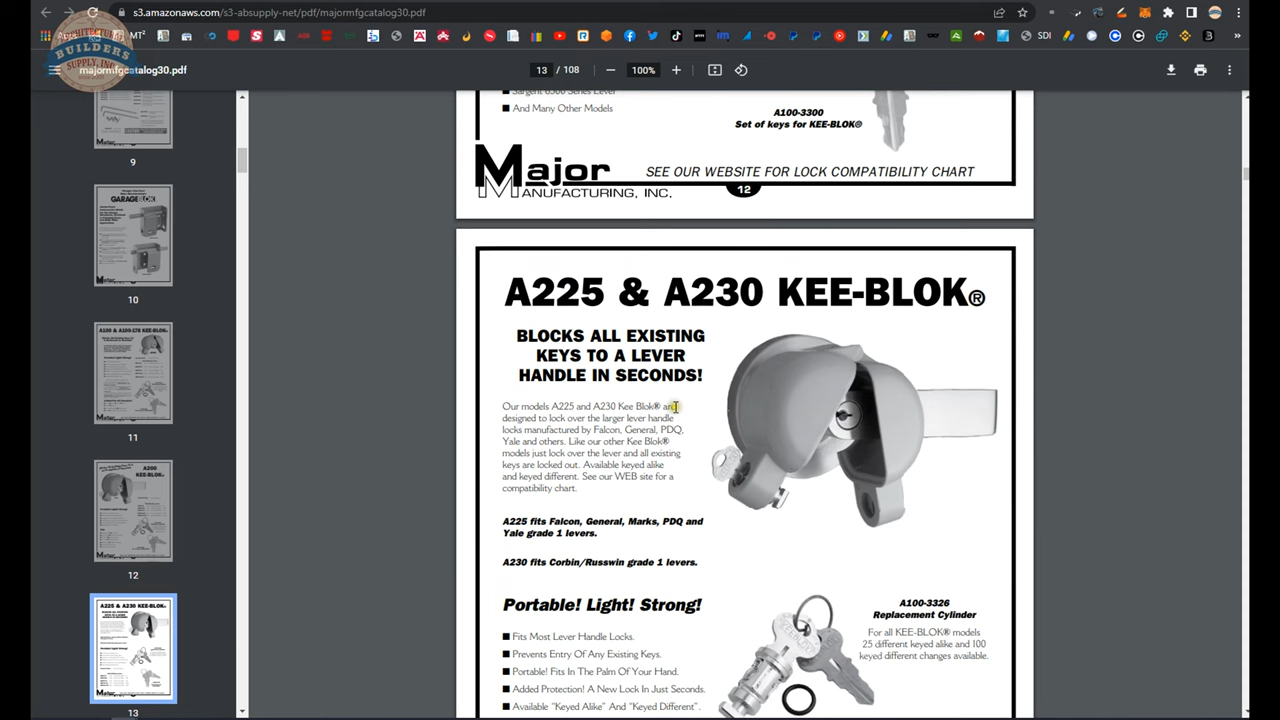 s3.amazonaws.com/s3-absupply-net/pdf/majormfgcatalog30.pdf
BUILDERS
SUPPLY, INC.
majormfgcatalog30.pdf
13 / 108
100%
MT²
SDI
9
10
11
12
13
Sargent 6500 Series Lever
■ And Many Other Models
A100-3300
Set of keys for KEE-BLOK®
Major
MANUFACTURING, INC.
SEE OUR WEBSITE FOR LOCK COMPATIBILITY CHART
12
A225 & A230 KEE-BLOK®
BLOCKS ALL EXISTING
KEYS TO A LEVER
HANDLE IN SECONDS!
Our models A225 and A230 Kee Blok® and
designed to lock over the larger lever handle
locks manufactured by Falcon, General, PDQ,
Yale and others. Like our other Kee Blok®
models just lock over the lever and all existing
keys are locked out. Available keyed alike
and keyed different. See our WEB site for a
compatibility chart.
A225 fits Falcon, General, Marks, PDQ and
Yale grade 1 levers.
A230 fits Corbin/Russwin grade 1 levers.
Portable! Light! Strong!
■ Fits Most Lever Handle Locks.
■ Prevents Entry Of Any Existing Keys.
■ Portable! Fits In The Palm Of Your Hand.
■ Added Protection! A New Lock In Just Seconds.
■ Available "Keyed Alike" And "Keyed Different".
A100-3326
Replacement Cylinder
For all KEE-BLOK® models
25 different keyed alike and 100
keyed different changes available.